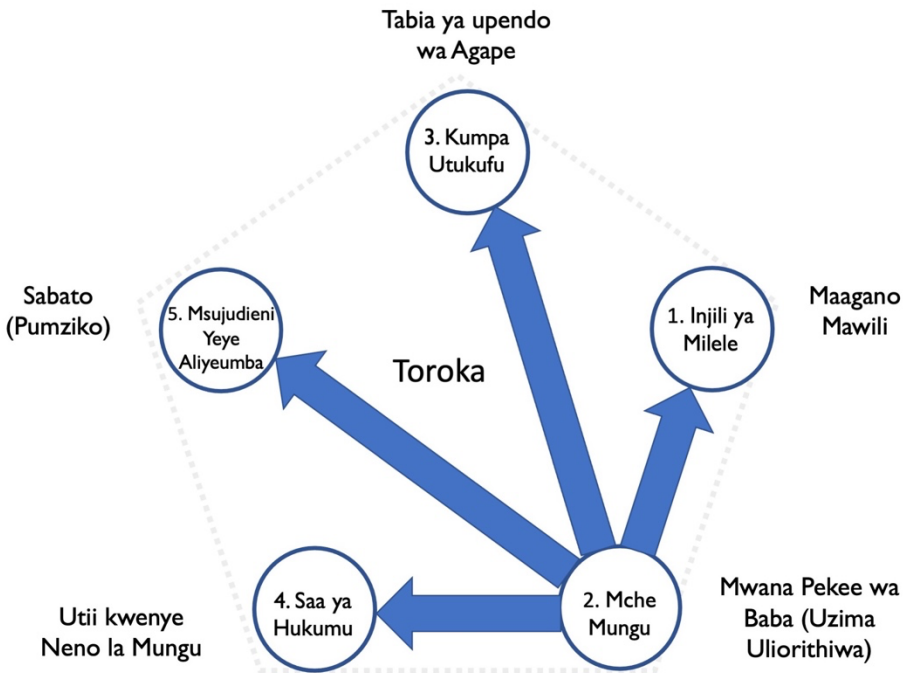 Tabia ya upendo
wa Agape
3. Kumpa
Utukufu
Sabato
(Pumziko)
5. Msujudieni
Yeye
Aliyeumba
Toroka
1. Injili ya
Milele
Maagano
Mawili
Utii kwenye
Neno la Mungu
4. Saa ya
Hukumu
2. Mche
Mungu
Mwana Pekee wa
Baba (Uzima
Uliorithiwa)